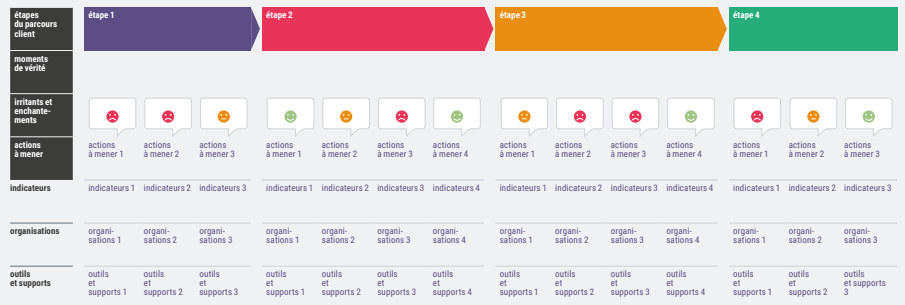 étapes
du parcours
client
étape 1
étape 2
étape 3
étape 4
moments
de vérité
irritants et
enchante-
ments
actions
à mener
actions
à mener 1
actions
à mener 2
actions
à mener 3
actions
à mener 1
actions
à mener 2
actions
à mener 3
actions
à mener 4
actions
à mener 1
actions
à mener 2
actions
à mener 3
actions
à mener 4
actions
à mener 1
actions
à mener 2
actions
à mener 3
indicateurs
indicateurs 1
indicateurs 2
indicateurs 3
indicateurs 1
indicateurs 2
indicateurs 3
indicateurs 4
indicateurs 1
indicateurs 2
indicateurs 3
indicateurs 4
indicateurs 1
indicateurs 2
indicateurs 3
organisations
organi-
sations 1
organi-
sations 2
organi-
sations 3
organi-
sations 1
organi-
sations 2
organi-
sations 3
organi-
sations 4
organi-
sations 1
organi-
sations 2
organi-
sations 3
organi-
sations 4
organi-
sations 1
organi-
sations 2
organi-
sations 3
outils
et supports
outils
et
supports 1
outils
et
supports 2
outils
et
supports 3
outils
et
supports 1
outils
et
supports 2
outils
et
supports 3
outils
et
supports 4
outils
et
supports 1
outils
et
supports 2
outils
et
supports 3
outils
et
supports 4
outils
et
supports 1
outils
et
supports 2
outils
et supports
3